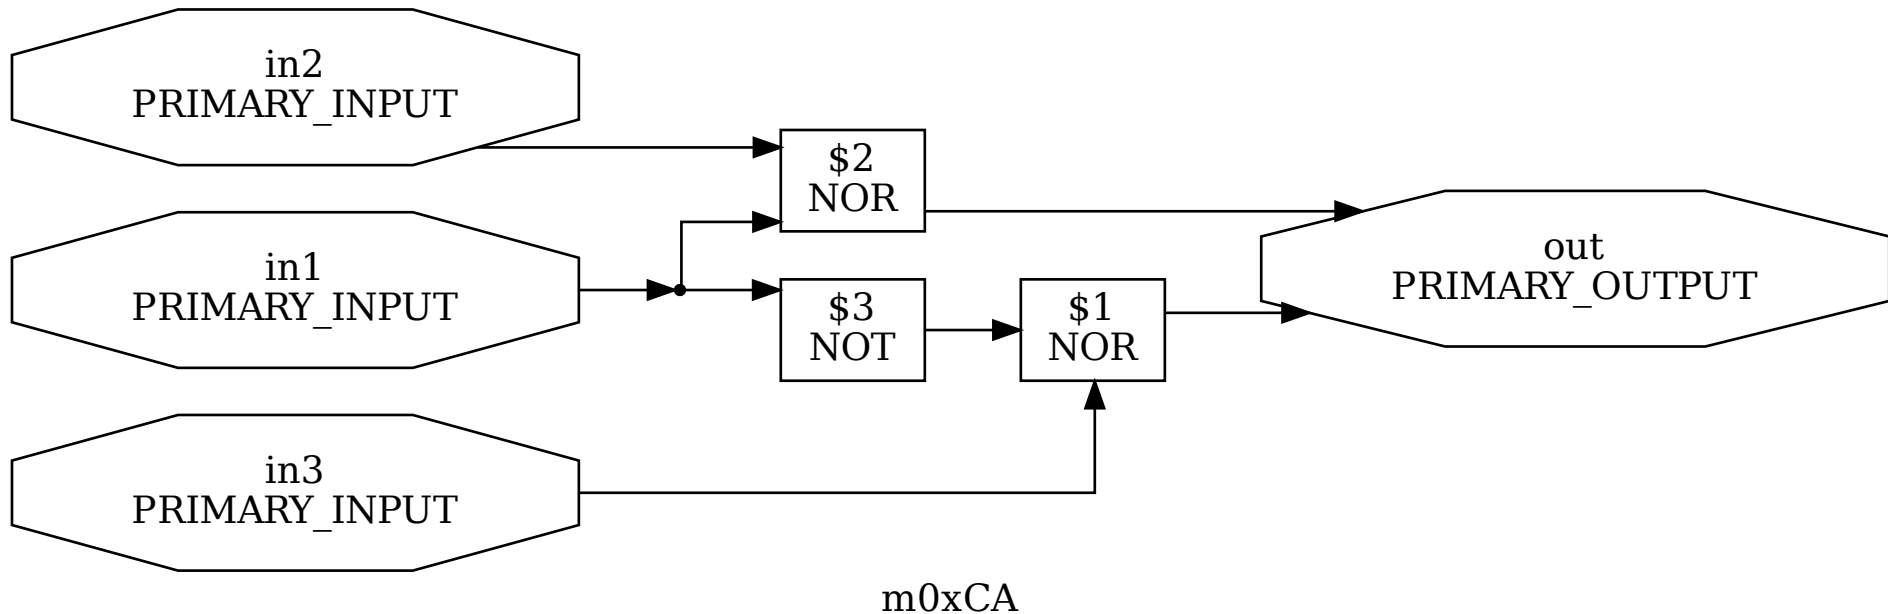 in2
PRIMARY_INPUT
$2
NOR
in1
PRIMARY_INPUT
$3
NOT
$1
NOR
out
PRIMARY_OUTPUT
in3
PRIMARY_INPUT
m0xCA